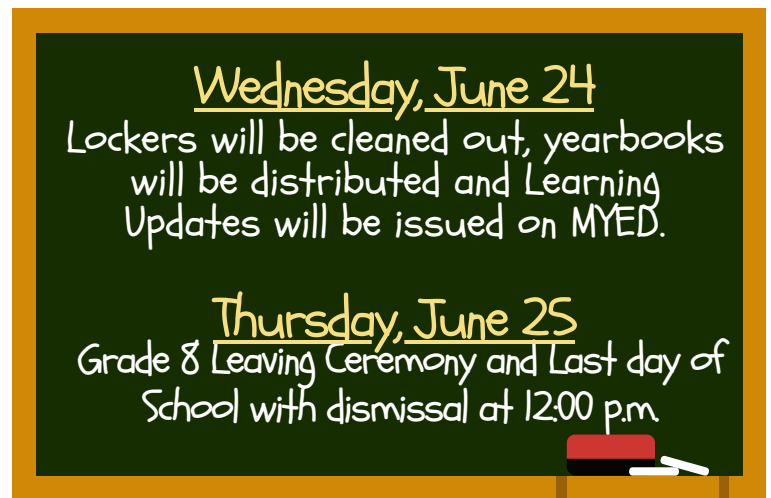 Wednesday, June 24
Lockers will be cleaned out, yearbooks
will be distributed and Learning
Updates will be issued on MYED.
Thursday, June 25
Grade 8 Leaving Ceremony and Last day of
School with dismissal at 12:00 p.m.